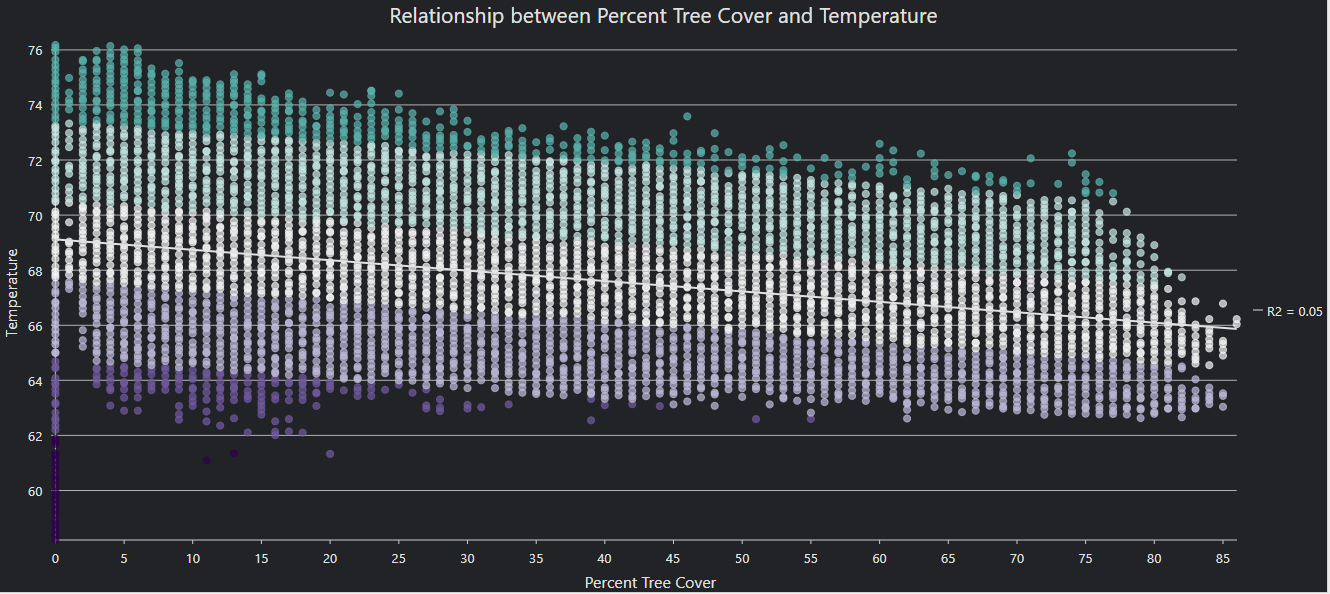 Relationship between Percent Tree Cover and Temperature
76
74
72
70
68
66
64
62
60
Temperature
R2 = 0.05
0 5 10 15 20 25 30 35 40 45 50 55 60 65 70 75 80 85
Percent Tree Cover